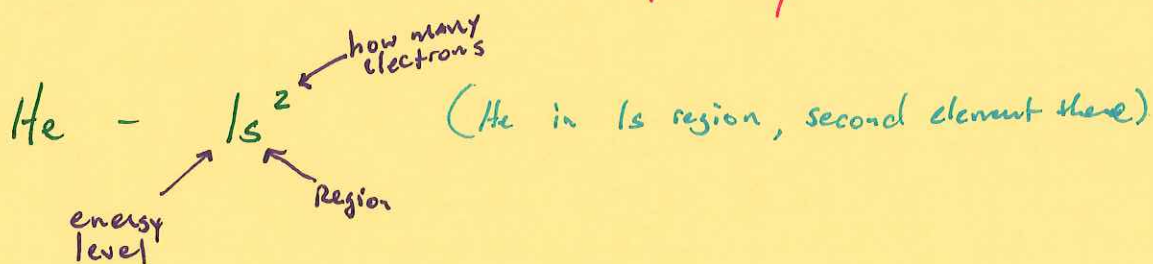 how many
electrons
He - 1s²
(He in 1s region, second element there)
energy
level
Region